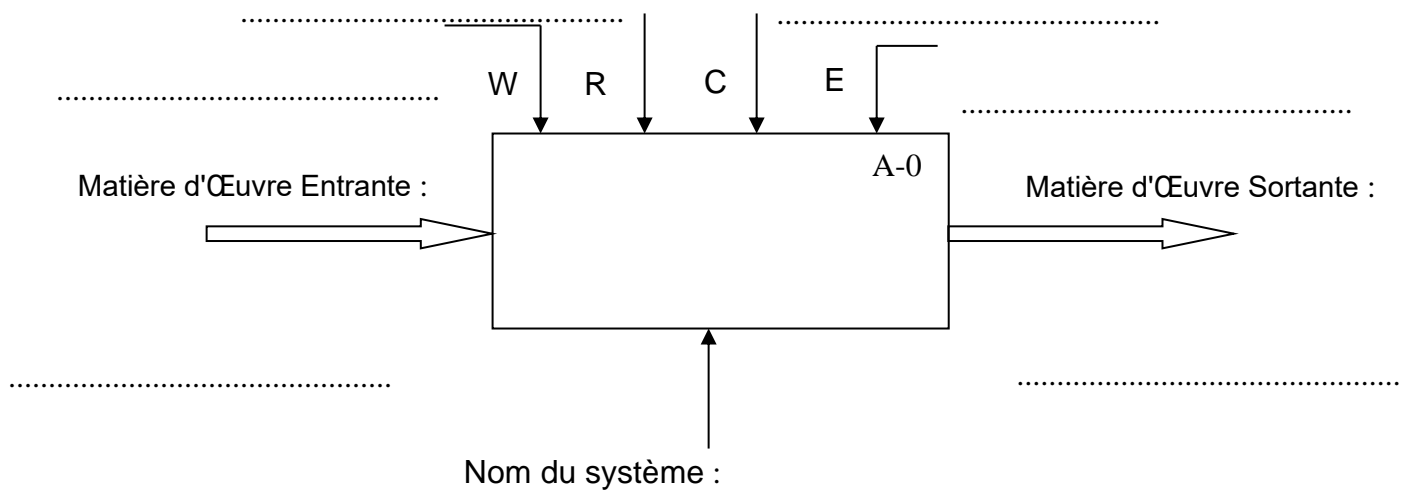 ................................................ ................................................
W R C E
................................................ .................................................
A-0
Matière d'Œuvre Entrante : Matière d'Œuvre Sortante :
................................................ ................................................
Nom du système :